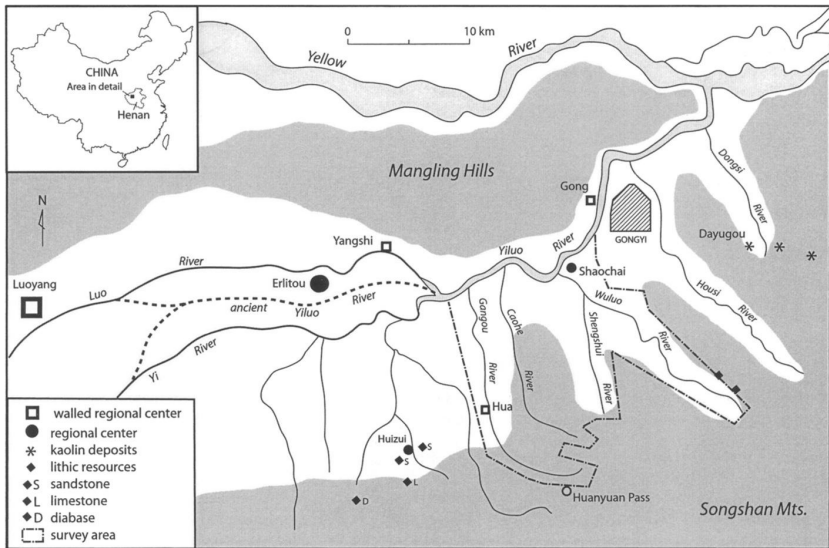 CHINA
Area in detail
Henan
0 10 km
Yellow
River
Mangling Hills
N
Gong
GONGYI
Dongsi
River
Dayugou
Yangshi
Yiluo
River
Shaochai
Luoyang
Luo
River
Erlitou
ancient
Yiluo
River
Yi
River
Gangou
River
Caohe
River
Shengshui
River
Wuluo
River
Housi
River
Hua
Huizui
S
S
L
D
Huanyuan Pass
Songshan Mts.
walled regional center
regional center
kaolin deposits
lithic resources
S sandstone
L limestone
D diabase
survey area